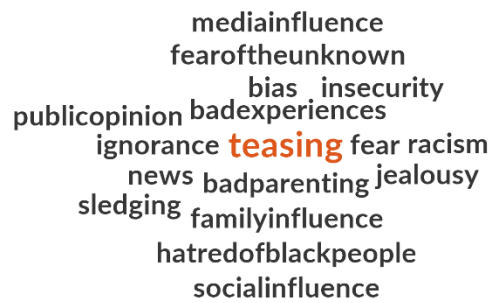 mediainfluence
fearoftheunknown
bias insecurity
publicopinion badexperiences
ignorance teasing fear racism
news badparenting jealousy
sledging familyinfluence
hatredofblackpeople
socialinfluence